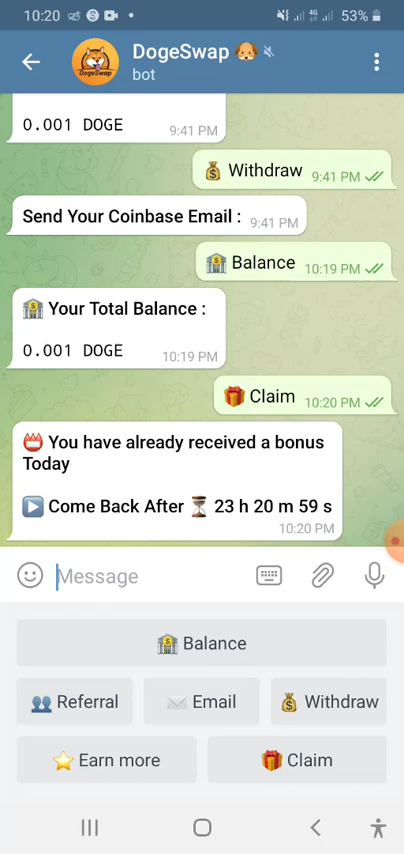 10:20
4G
53%
DogeSwap 🐶
bot
DogeSwap
0.001 DOGE
9:41 PM
💰 Withdraw
9:41 PM
Send Your Coinbase Email :
9:41 PM
🏦 Balance
10:19 PM
🏦 Your Total Balance :
0.001 DOGE
10:19 PM
🎁 Claim
10:20 PM
📛 You have already received a bonus
Today
▶️ Come Back After ⏳ 23 h 20 m 59 s
10:20 PM
Message
🏦 Balance
👥 Referral
✉️ Email
💰 Withdraw
⭐ Earn more
🎁 Claim